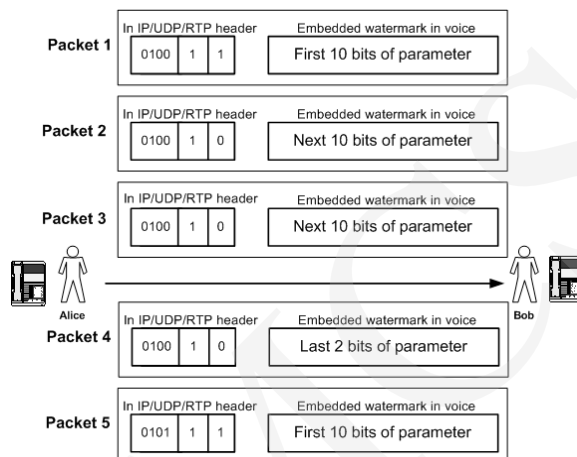 In IP/UDP/RTP header Embedded watermark in voice
Packet 1
0100 1 1 First 10 bits of parameter
In IP/UDP/RTP header Embedded watermark in voice
Packet 2
0100 1 0 Next 10 bits of parameter
In IP/UDP/RTP header Embedded watermark in voice
Packet 3
0100 1 0 Next 10 bits of parameter
Alice Bob
In IP/UDP/RTP header Embedded watermark in voice
Packet 4
0100 1 0 Last 2 bits of parameter
In IP/UDP/RTP header Embedded watermark in voice
Packet 5
0101 1 1 First 10 bits of parameter